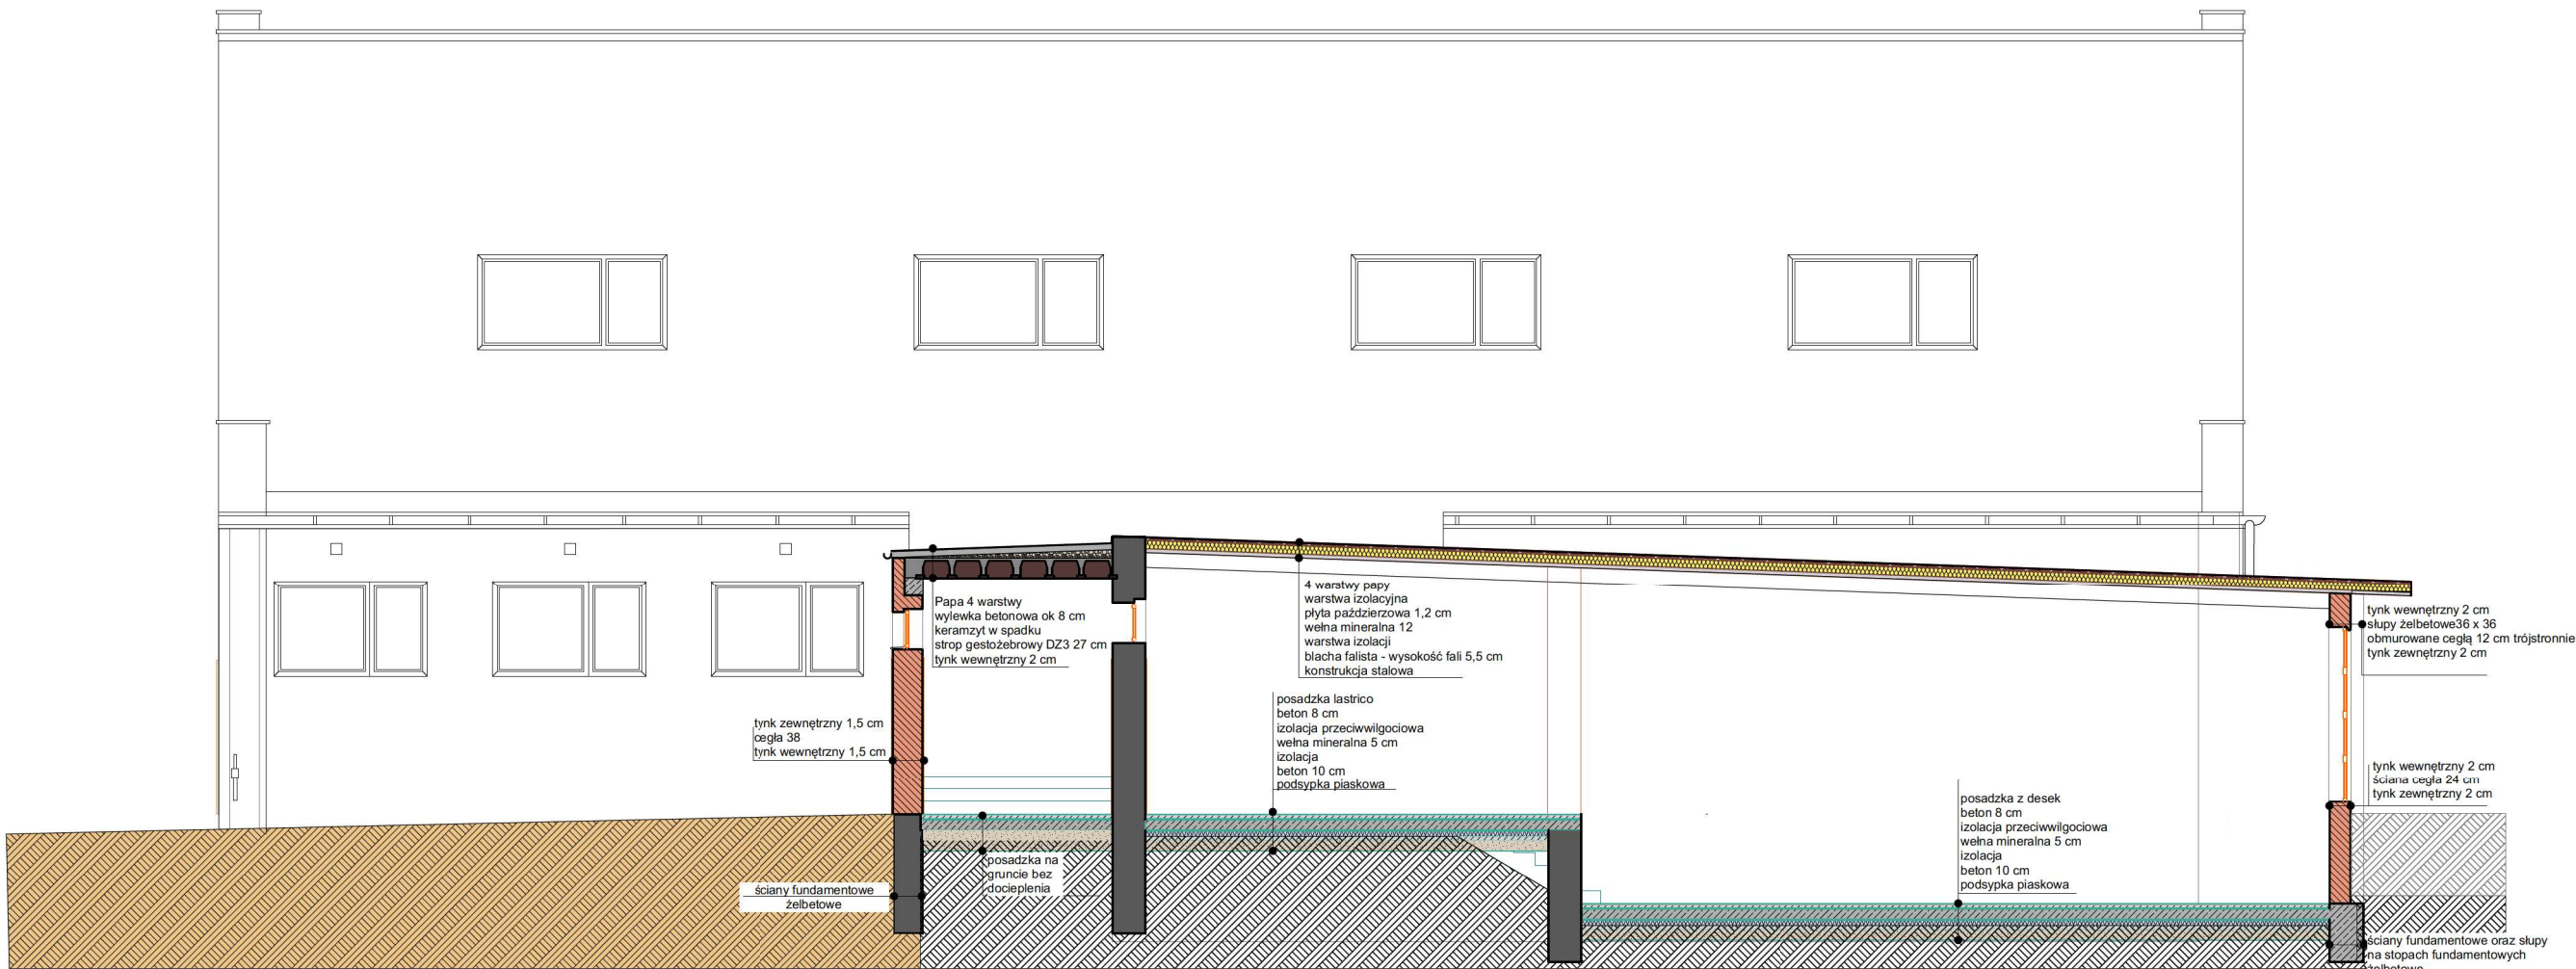 Papa 4 warstwy
wylewka betonowa ok 8 cm
keramzyt w spadku
strop gestożebrowy DZ3 27 cm
tynk wewnętrzny 2 cm
4 warstwy papy
warstwa izolacyjna
płyta paździerzowa 1,2 cm
wełna mineralna 12
warstwa izolacji
blacha falista - wysokość fali 5,5 cm
konstrukcja stalowa
tynk wewnętrzny 2 cm
słupy żelbetowe36 x 36
obmurowane cegłą 12 cm trójstronnie
tynk zewnętrzny 2 cm
tynk zewnętrzny 1,5 cm
cegła 38
tynk wewnętrzny 1,5 cm
posadzka lastrico
beton 8 cm
izolacja przeciwwilgociowa
wełna mineralna 5 cm
izolacja
beton 10 cm
podsypka piaskowa
tynk wewnętrzny 2 cm
ściana cegła 24 cm
tynk zewnętrzny 2 cm
posadzka z desek
beton 8 cm
izolacja przeciwwilgociowa
wełna mineralna 5 cm
izolacja
beton 10 cm
podsypka piaskowa
posadzka na
gruncie bez
docieplenia
ściany fundamentowe
żelbetowe
ściany fundamentowe oraz słupy
na stopach fundamentowych
żelbetowe